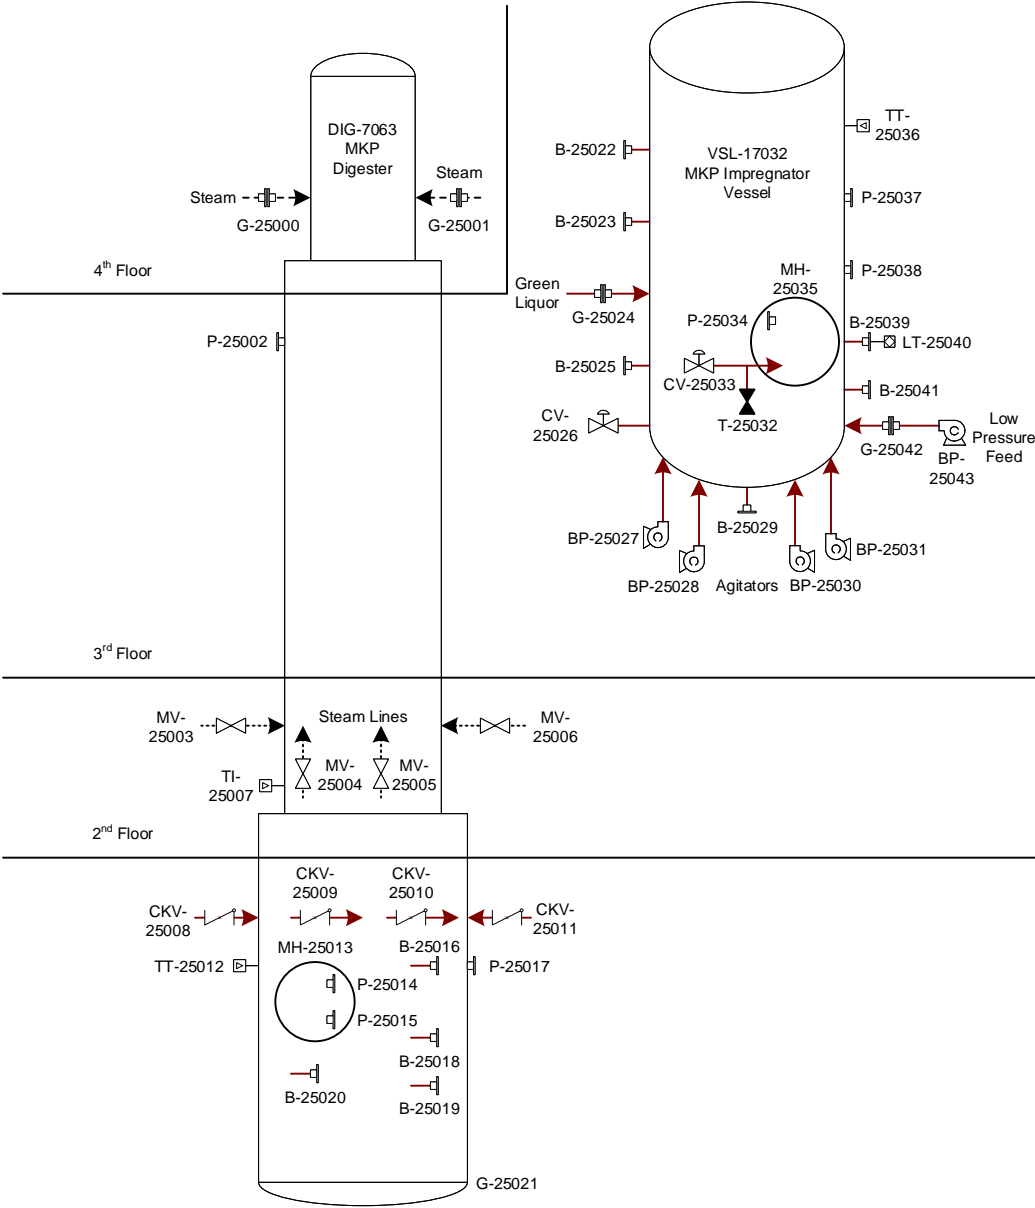 DIG-7063
MKP
Digester
Steam
Steam
G-25000
G-25001
4th Floor
P-25002
3rd Floor
MV-
25003
Steam Lines
MV-
25006
MV-
25004
MV-
25005
TI-
25007
2nd Floor
CKV-
25009
CKV-
25010
CKV-
25008
CKV-
25011
MH-25013
B-25016
TT-25012
P-25017
P-25014
P-25015
B-25018
B-25020
B-25019
G-25021
TT-
25036
B-25022
VSL-17032
MKP Impregnator
Vessel
P-25037
B-25023
P-25038
MH-
25035
Green
Liquor
G-25024
P-25034
B-25039
LT-25040
B-25025
CV-25033
B-25041
CV-
25026
T-25032
Low
Pressure
Feed
G-25042
BP-
25043
B-25029
BP-25027
BP-25031
BP-25028
Agitators
BP-25030